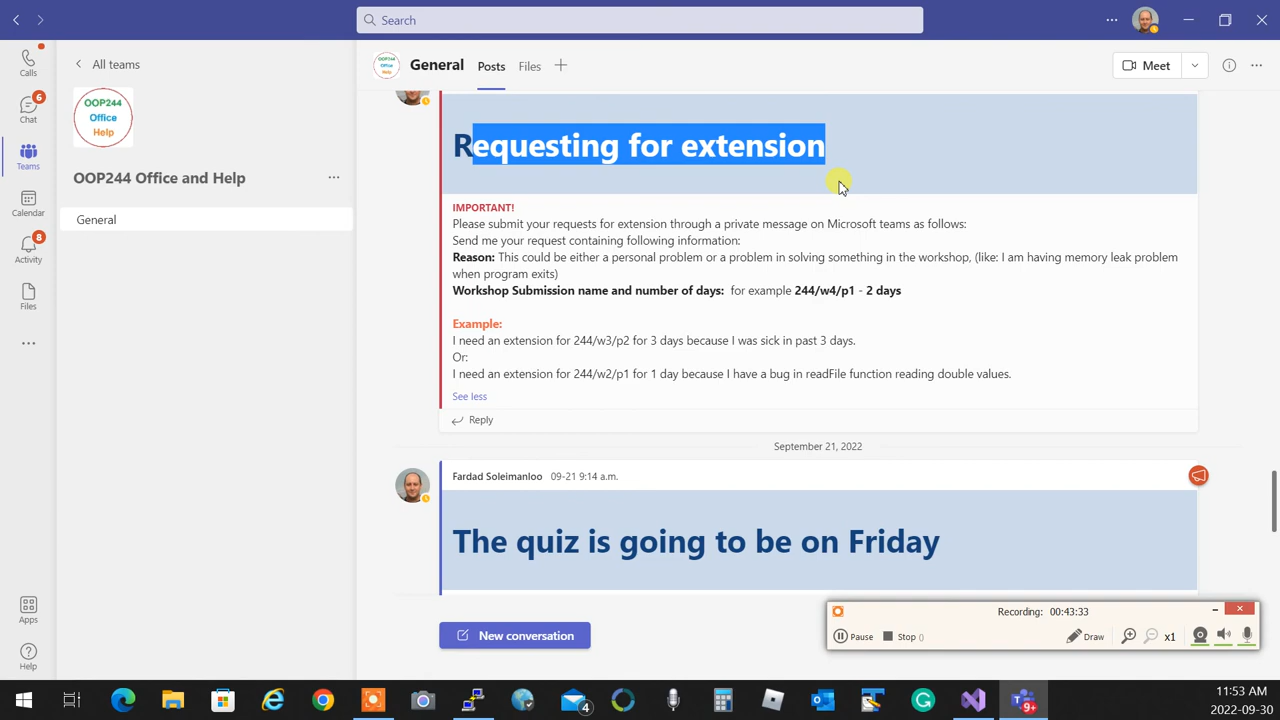 Search
Calls
Chat
6
Teams
Calendar
Activity
8
Files
Apps
Help
All teams
OOP244
Office
Help
OOP244 Office and Help
General
OOP244
Office
Help
General
Posts
Files
Meet
Requesting for extension
IMPORTANT!
Please submit your requests for extension through a private message on Microsoft teams as follows:
Send me your request containing following information:
Reason: This could be either a personal problem or a problem in solving something in the workshop, (like: I am having memory leak problem
when program exits)
Workshop Submission name and number of days: for example 244/w4/p1 - 2 days
Example:
I need an extension for 244/w3/p2 for 3 days because I was sick in past 3 days.
Or:
I need an extension for 244/w2/p1 for 1 day because I have a bug in readFile function reading double values.
See less
Reply
September 21, 2022
Fardad Soleimanloo 09-21 9:14 a.m.
The quiz is going to be on Friday
New conversation
Recording: 00:43:33
Pause
Stop ()
Draw
x1
4
9+
11:53 AM
2022-09-30